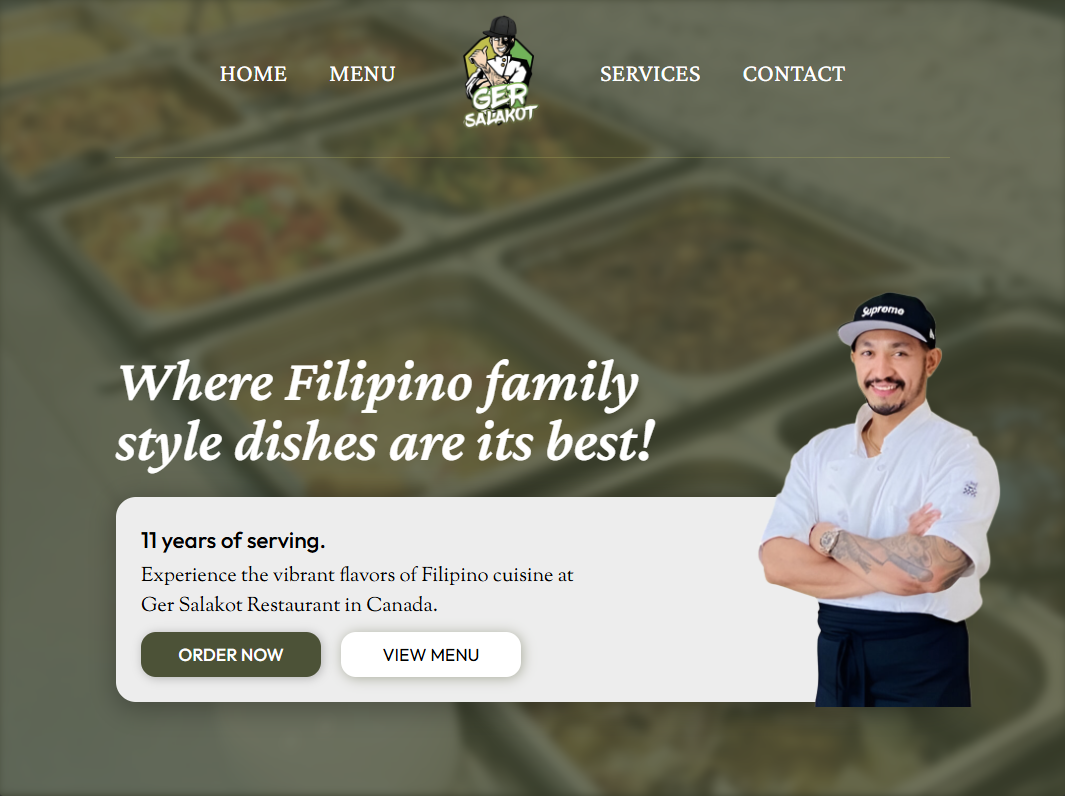 HOME MENU SERVICES CONTACT
GER
SALAKOT
Supreme
Where Filipino family
style dishes are its best!
11 years of serving.
Experience the vibrant flavors of Filipino cuisine at
Ger Salakot Restaurant in Canada.
ORDER NOW VIEW MENU